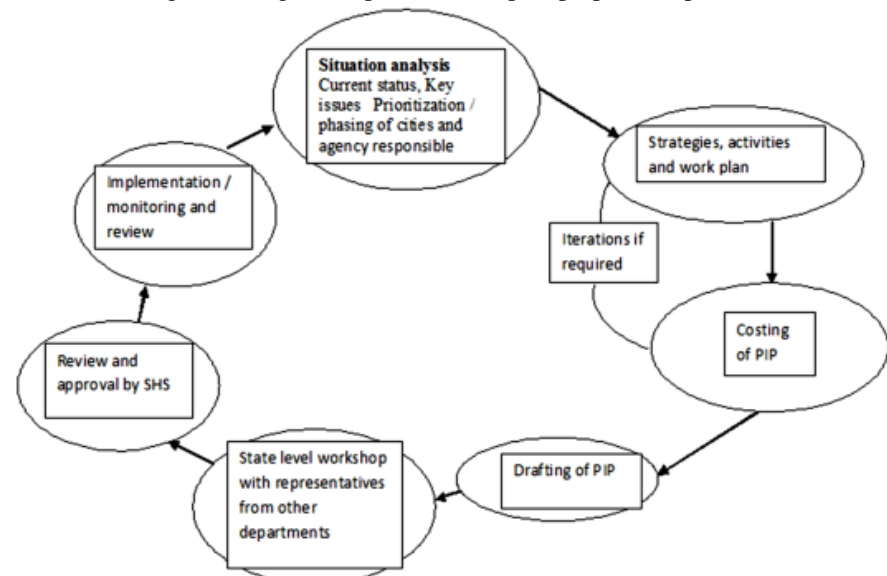 Situation analysis
Current status, Key
issues Prioritization /
phasing of cities and
agency responsible
Strategies, activities
and work plan
Iterations if
required
Costing
of PIP
Drafting of PIP
State level workshop
with representatives
from other
departments
Review and
approval by SHS
Implementation /
monitoring and
review